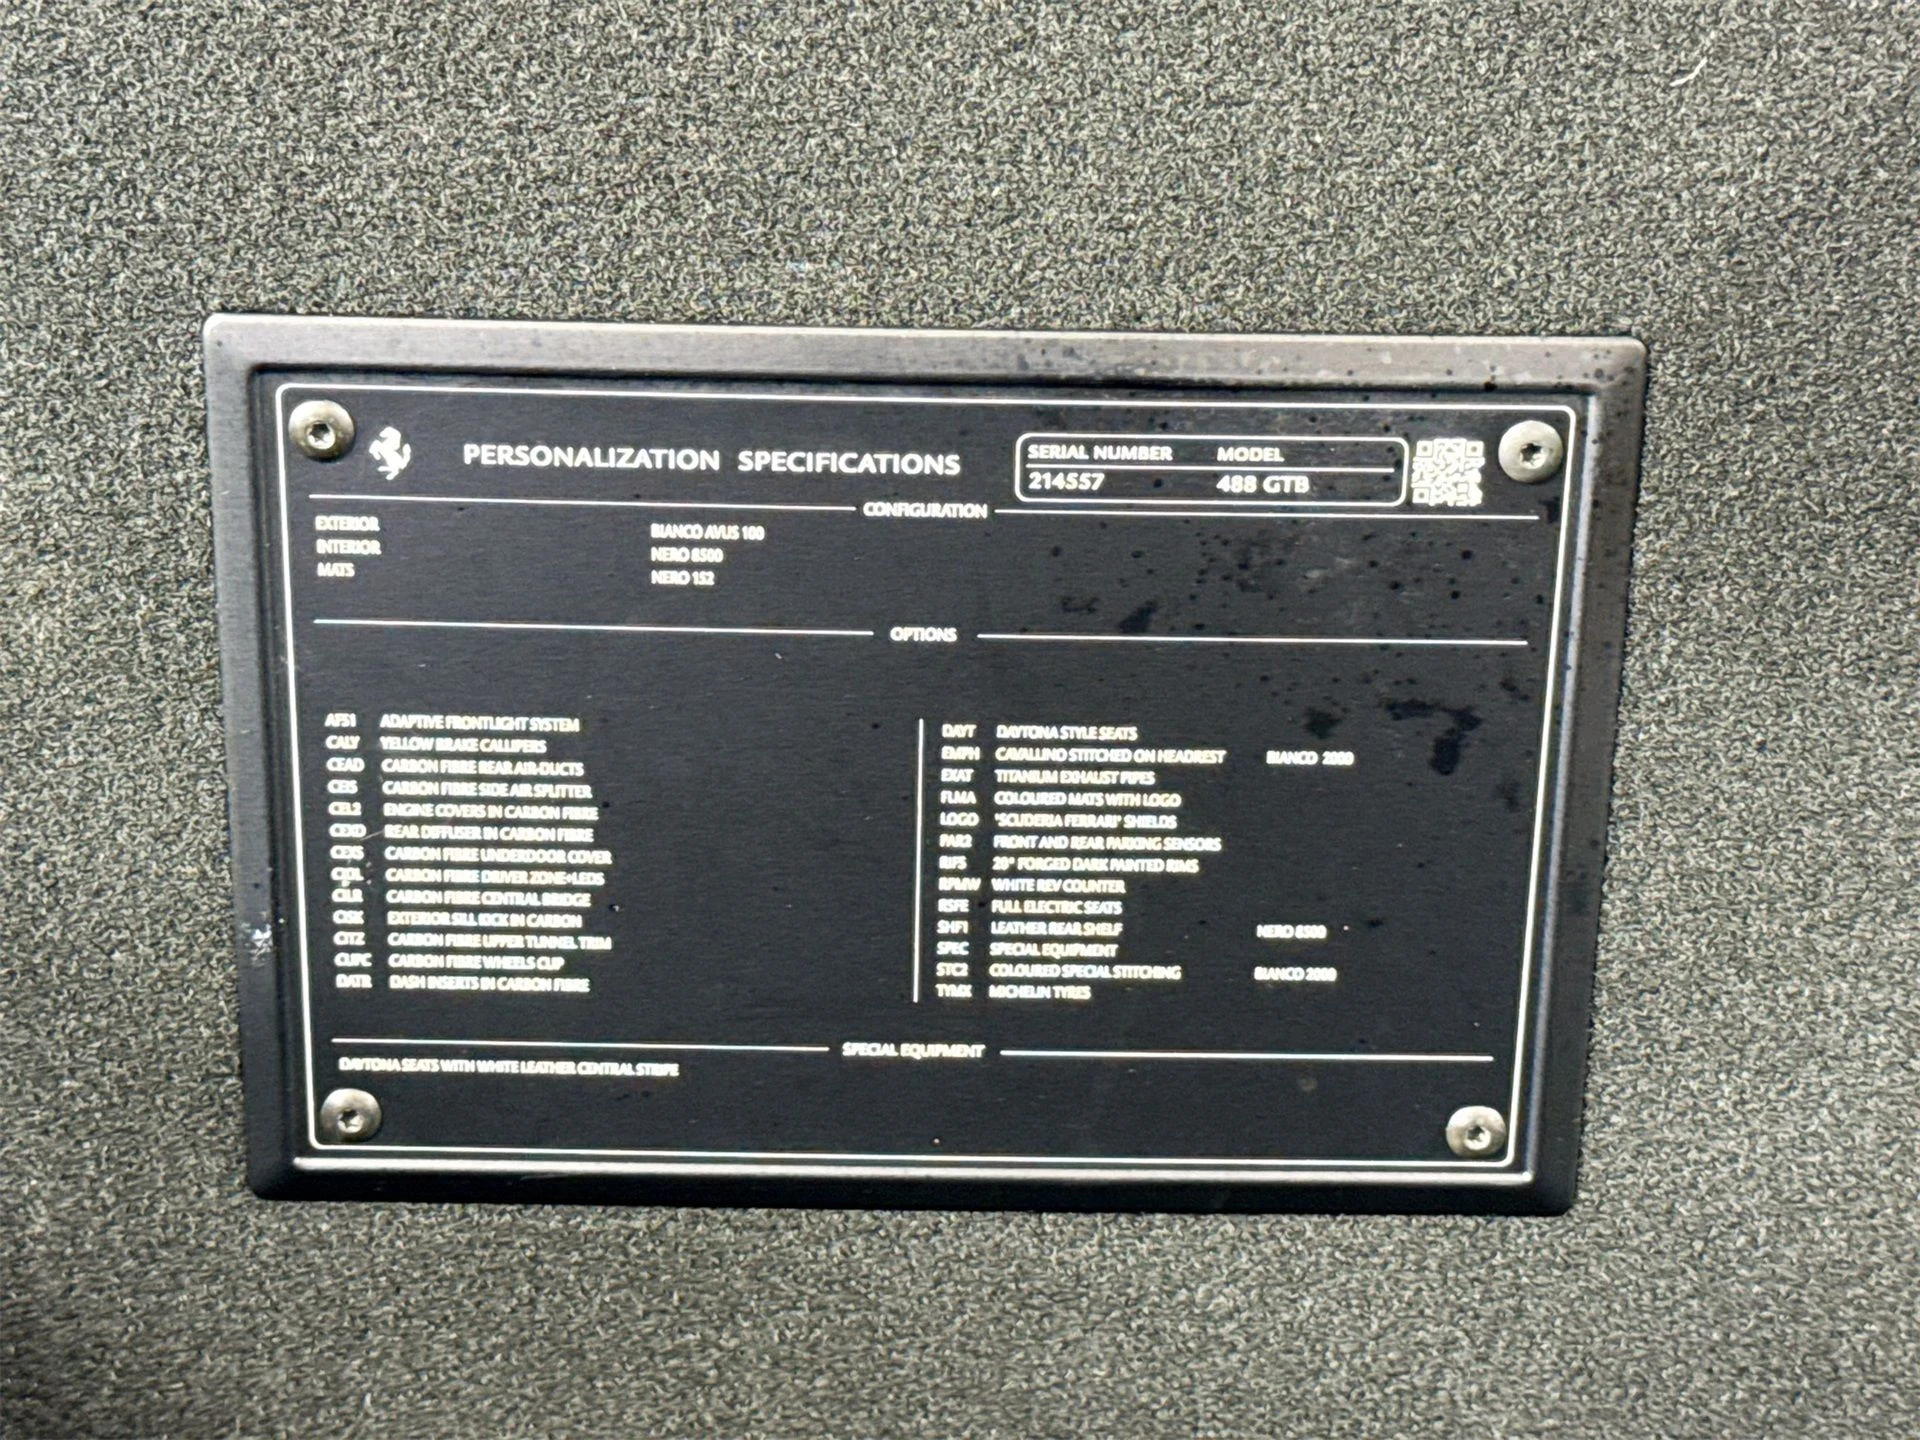 PERSONALIZATION SPECIFICATIONS
SERIAL NUMBER MODEL
214557 488 GTB
CONFIGURATION
EXTERIOR BIANCO AVUS 100
INTERIOR NERO 8500
MATS NERO 152
OPTIONS
AFS1 ADAPTIVE FRONTLIGHT SYSTEM
CALY YELLOW BRAKE CALLIPERS
CEAD CARBON FIBRE REAR AIR-DUCTS
CEIS CARBON FIBRE SIDE AIR SPLITTER
CEL2 ENGINE COVERS IN CARBON FIBRE
CEXD REAR DIFFUSER IN CARBON FIBRE
CEXS CARBON FIBRE UNDERDOOR COVER
CARBON FIBRE DRIVER ZONE+LEDS
CILR CARBON FIBRE CENTRAL BRIDGE
CISK EXTERIOR SILL KICK IN CARBON
CITZ CARBON FIBRE UPPER TUNNEL TRIM
CUPC CARBON FIBRE WHEELS CUP
DATR DASH INSERTS IN CARBON FIBRE
DAYT DAYTONA STYLE SEATS
EMPH CAVALLINO STITCHED ON HEADREST BIANCO 2000
EXAT TITANIUM EXHAUST PIPES
FLMA COLOURED MATS WITH LOGO
LOGO "SCUDERIA FERRARI" SHIELDS
PAR2 FRONT AND REAR PARKING SENSORS
RIF5 20" FORGED DARK PAINTED RIMS
RPMW WHITE REV COUNTER
RSFE FULL ELECTRIC SEATS
SHF1 LEATHER REAR SHELF NERO 8500
SPEC SPECIAL EQUIPMENT
STC2 COLOURED SPECIAL STITCHING BIANCO 2000
TYMX MICHELIN TYRES
SPECIAL EQUIPMENT
DAYTONA SEATS WITH WHITE LEATHER CENTRAL STRIPE